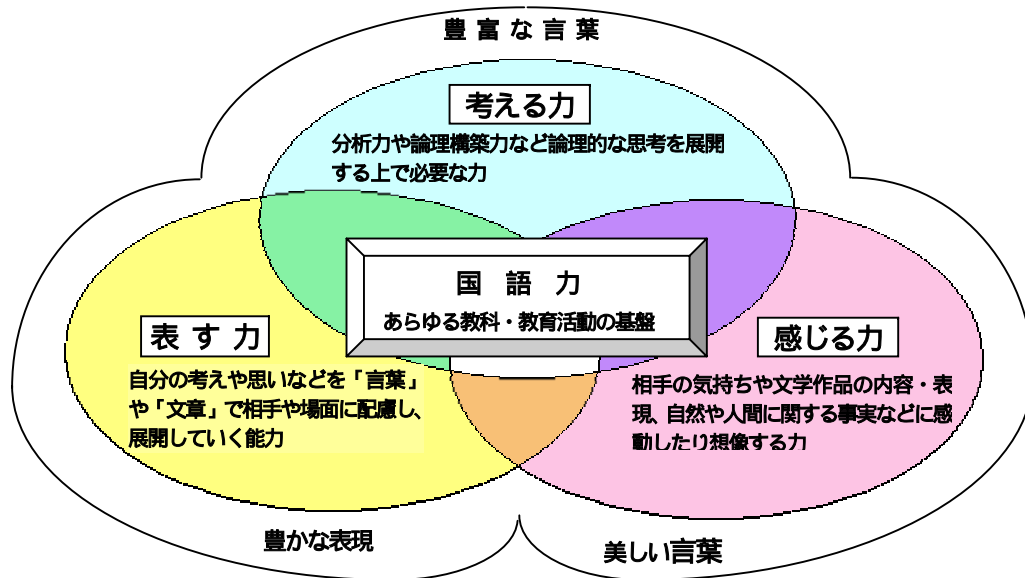 豊富な言葉
考える力
分析力や論理構築力など論理的な思考を展開
する上で必要な力
国語力
あらゆる教科・教育活動の基盤
表す力
自分の考えや思いなどを「言葉」
や「文章」で相手や場面に配慮し、
展開していく能力
感じる力
相手の気持ちや文学作品の内容・表
現、自然や人間に関する事実などに感
動したり想像する力
豊かな表現
美しい言葉